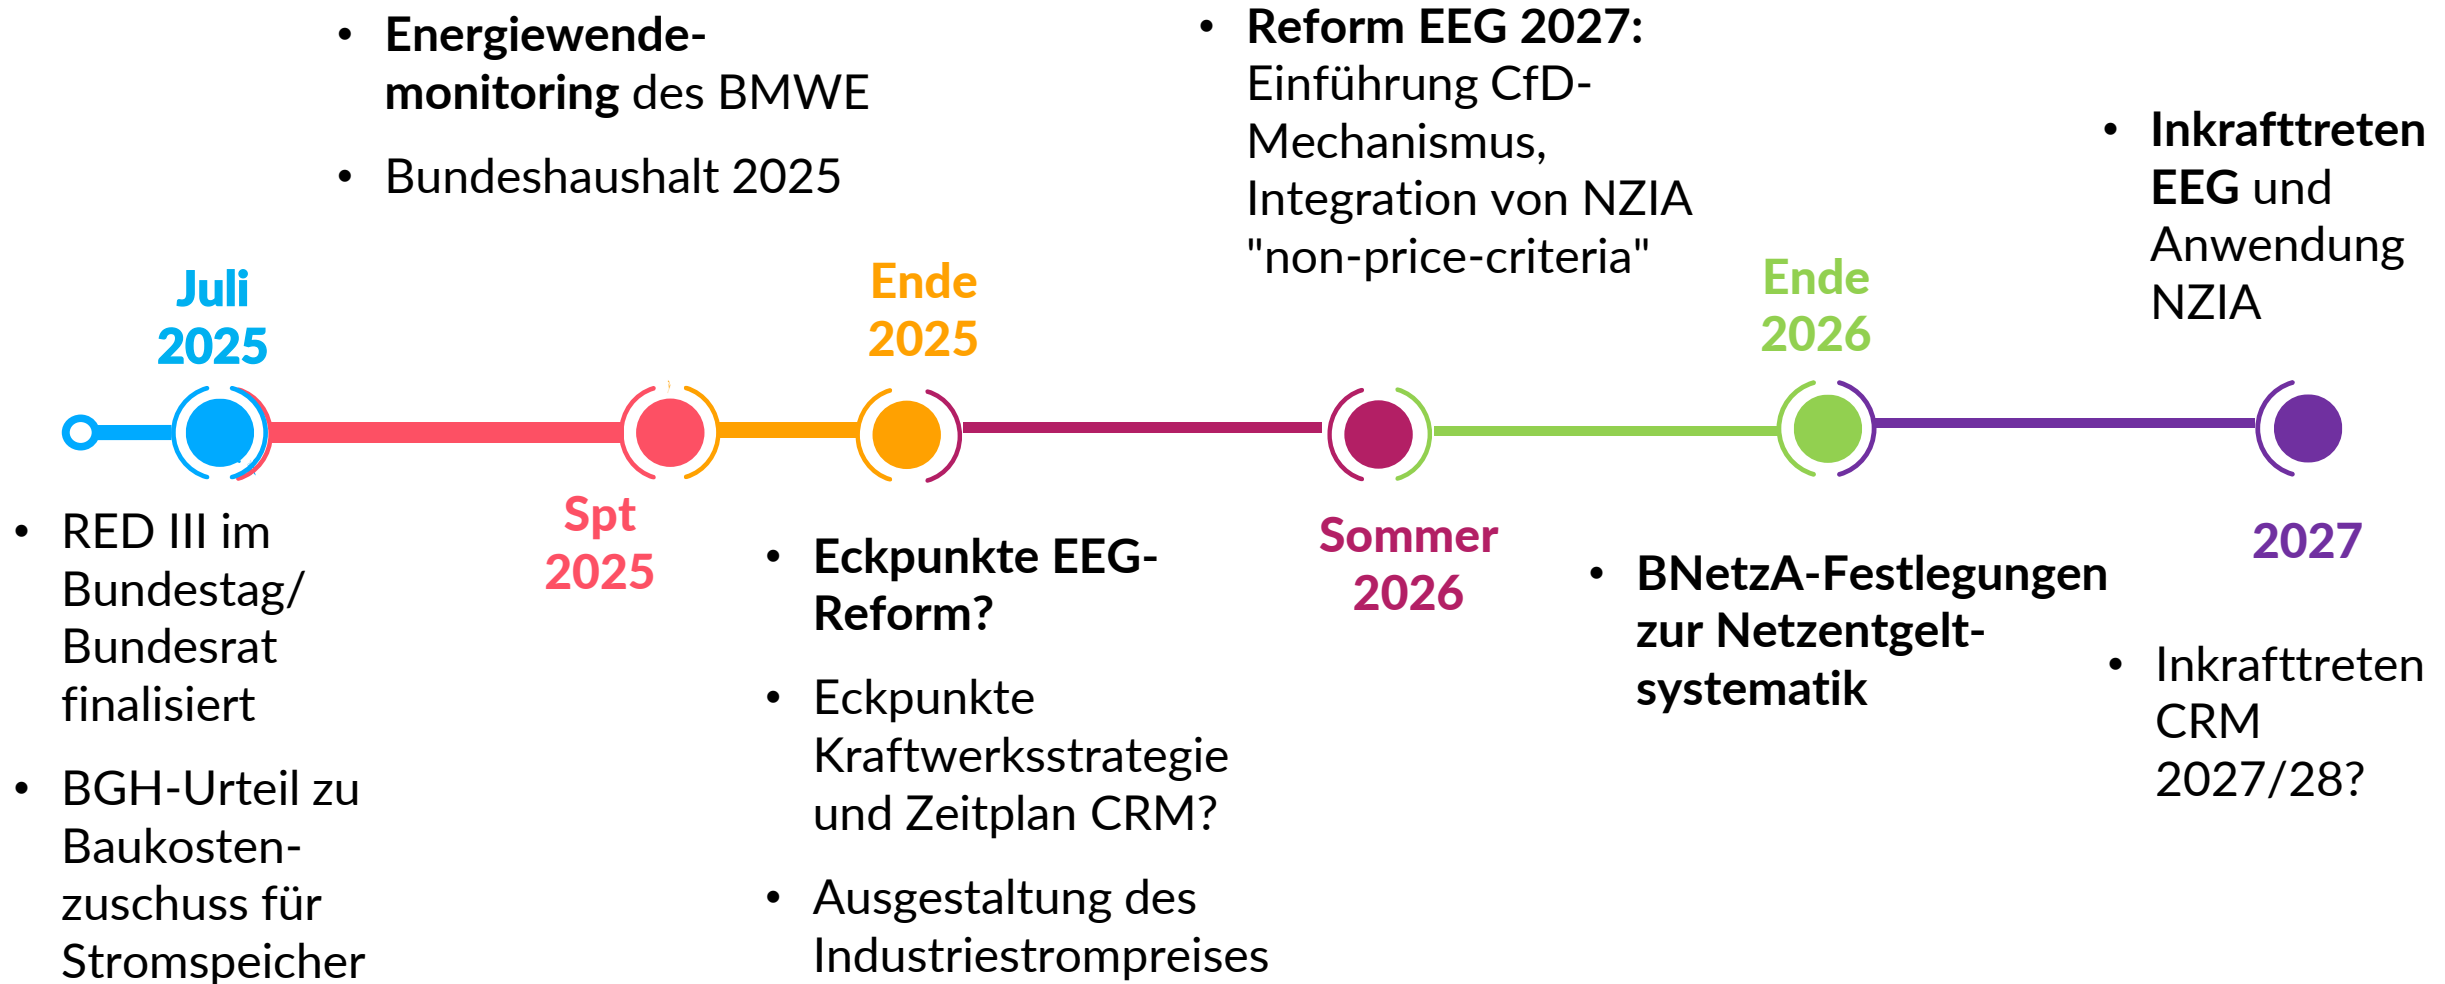 Juli
2025
• RED III im
Bundestag/
Bundesrat
finalisiert
• BGH-Urteil zu
Baukosten-
zuschuss für
Stromspeicher
• Energiewende-
monitoring des BMWE
• Bundeshaushalt 2025
Spt
2025
Ende
2025
• Eckpunkte EEG-
Reform?
• Eckpunkte
Kraftwerksstrategie
und Zeitplan CRM?
• Ausgestaltung des
Industriestrompreises
• Reform EEG 2027:
Einführung CfD-
Mechanismus,
Integration von NZIA
"non-price-criteria"
Sommer
2026
Ende
2026
• BNetzA-Festlegungen
zur Netzentgelt-
systematik
• Inkrafttreten
EEG und
Anwendung
NZIA
2027
• Inkrafttreten
CRM
2027/28?